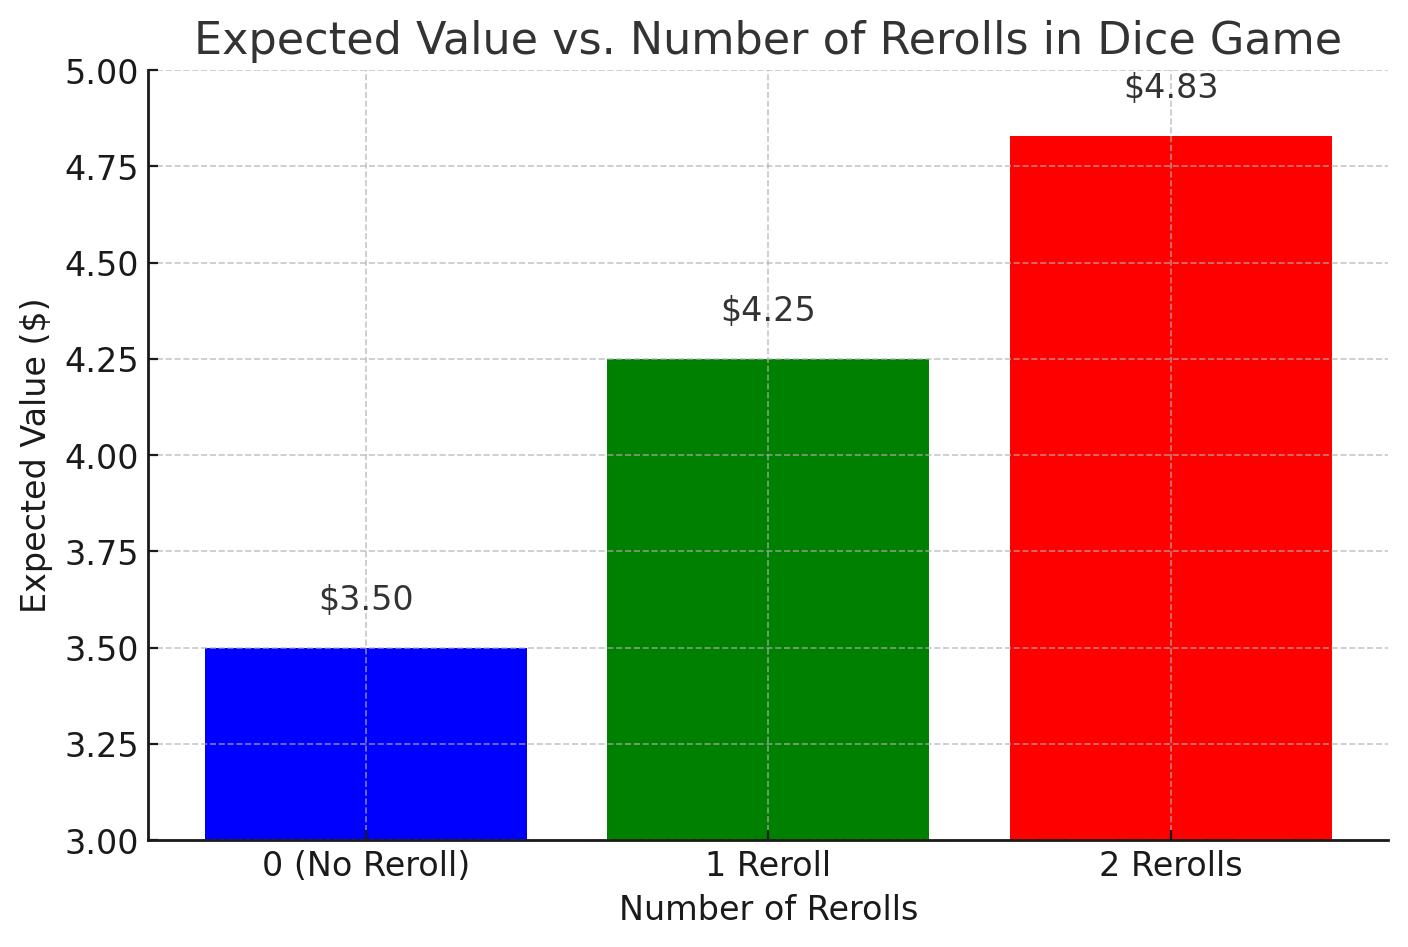 Expected Value vs. Number of Rerolls in Dice Game
Expected Value ($)
5.00
4.75
4.50
4.25
4.00
3.75
3.50
3.25
3.00
$3.50
$4.25
$4.83
0 (No Reroll)
1 Reroll
2 Rerolls
Number of Rerolls